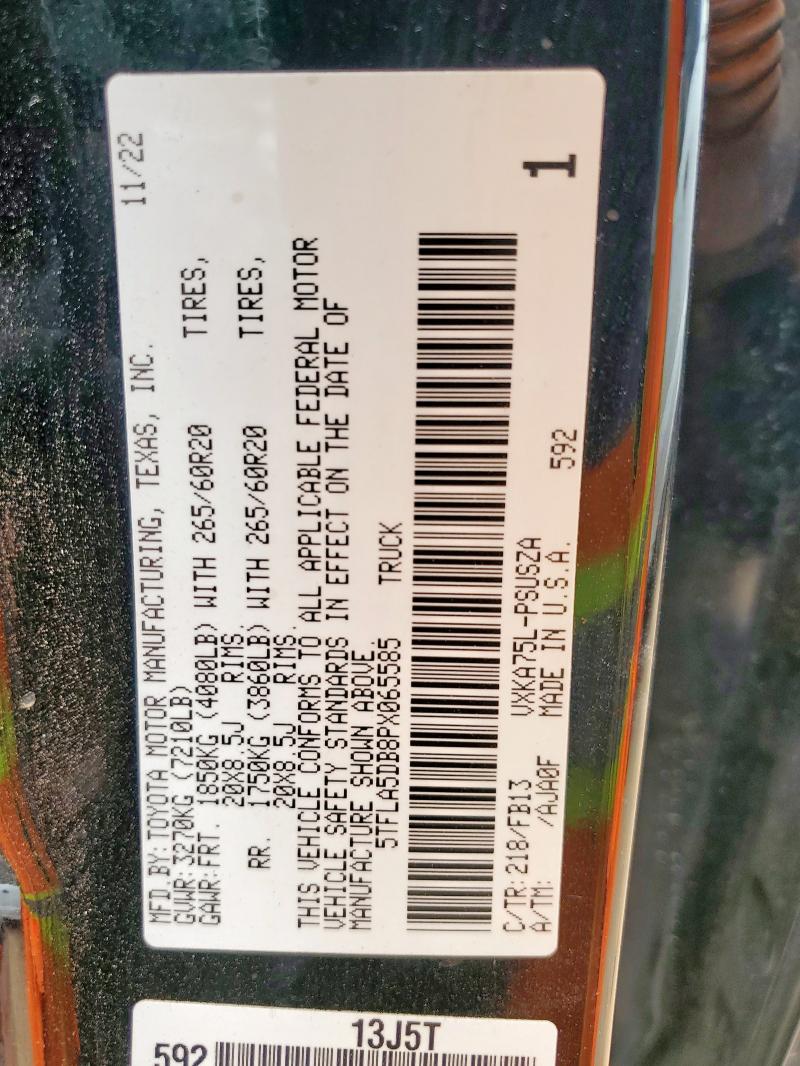 MFD BY: TOYOTA MOTOR MANUFACTURING, TEXAS, INC. 11/22
GVWR: 3270KG (7210LB)
GAWR: FRT. 1850KG (4080LB) WITH 265/60R20 TIRES,
20X8.5J RIMS
RR. 1750KG (3860LB) WITH 265/60R20 TIRES,
20X8.5J RIMS.
THIS VEHICLE CONFORMS TO ALL APPLICABLE FEDERAL MOTOR
VEHICLE SAFETY STANDARDS IN EFFECT ON THE DATE OF
MANUFACTURE SHOWN ABOVE.
5TFLA5DB8PX065585 TRUCK
1
C/TR: 218/FB13 VXKA75L-PSUSZA
A/TM: /AJA0F MADE IN U.S.A. 592
13J5T
592